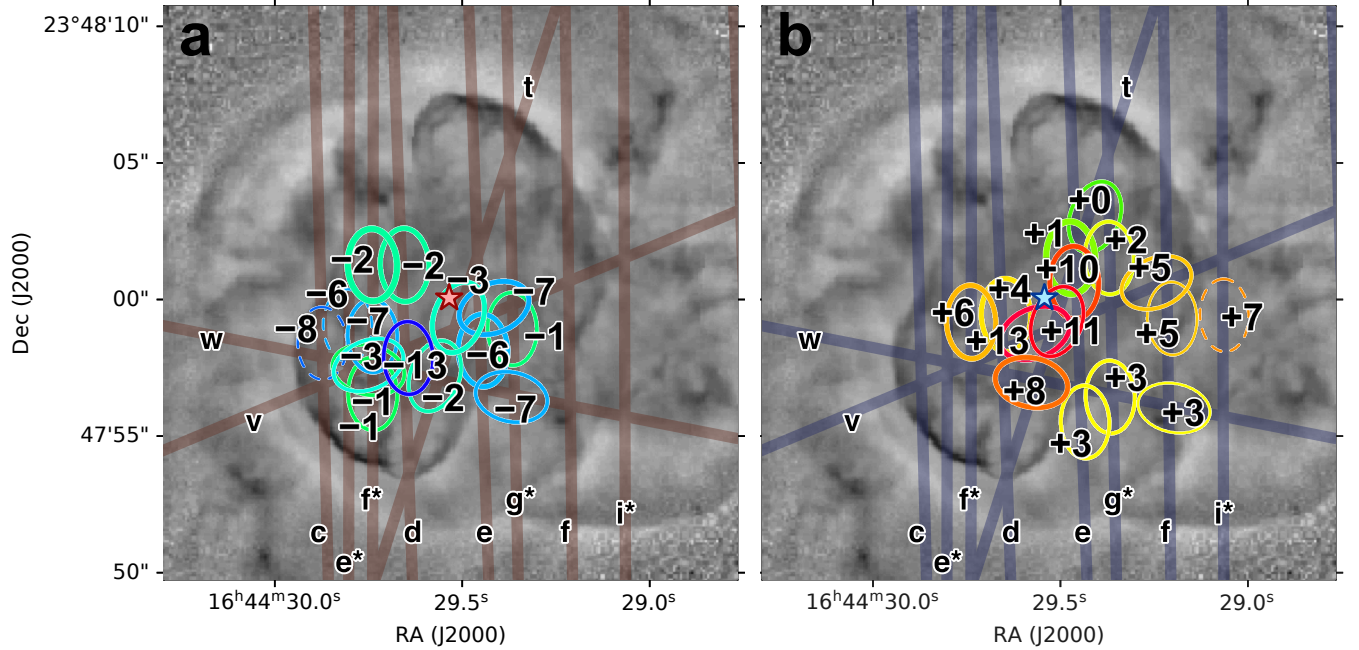 a
b
23°48'10"
05"
00"
47'55"
50"
Dec (J2000)
t
−2
−2
−3
−6
−7
−8
−7
−1
−3
−13
−6
−1
−2
−7
−1
w
v
f*
g*
i*
c
d
e
f
e*
16ʰ44ᵐ30.0ˢ
29.5ˢ
29.0ˢ
RA (J2000)
t
+0
+1
+2
+10
+5
+4
+6
+7
+13
+11
+5
+8
+3
+3
+3
w
v
f*
g*
i*
c
d
e
f
e*
16ʰ44ᵐ30.0ˢ
29.5ˢ
29.0ˢ
RA (J2000)